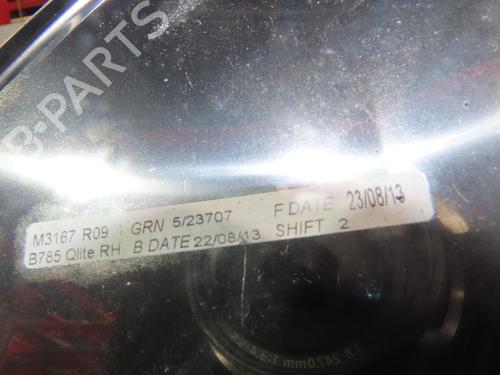 B-PARTS
M3167 R09 GRN 5/23707 F DATE 23/08/13
B785 Qlite RH B DATE 22/08/13 SHIFT 2